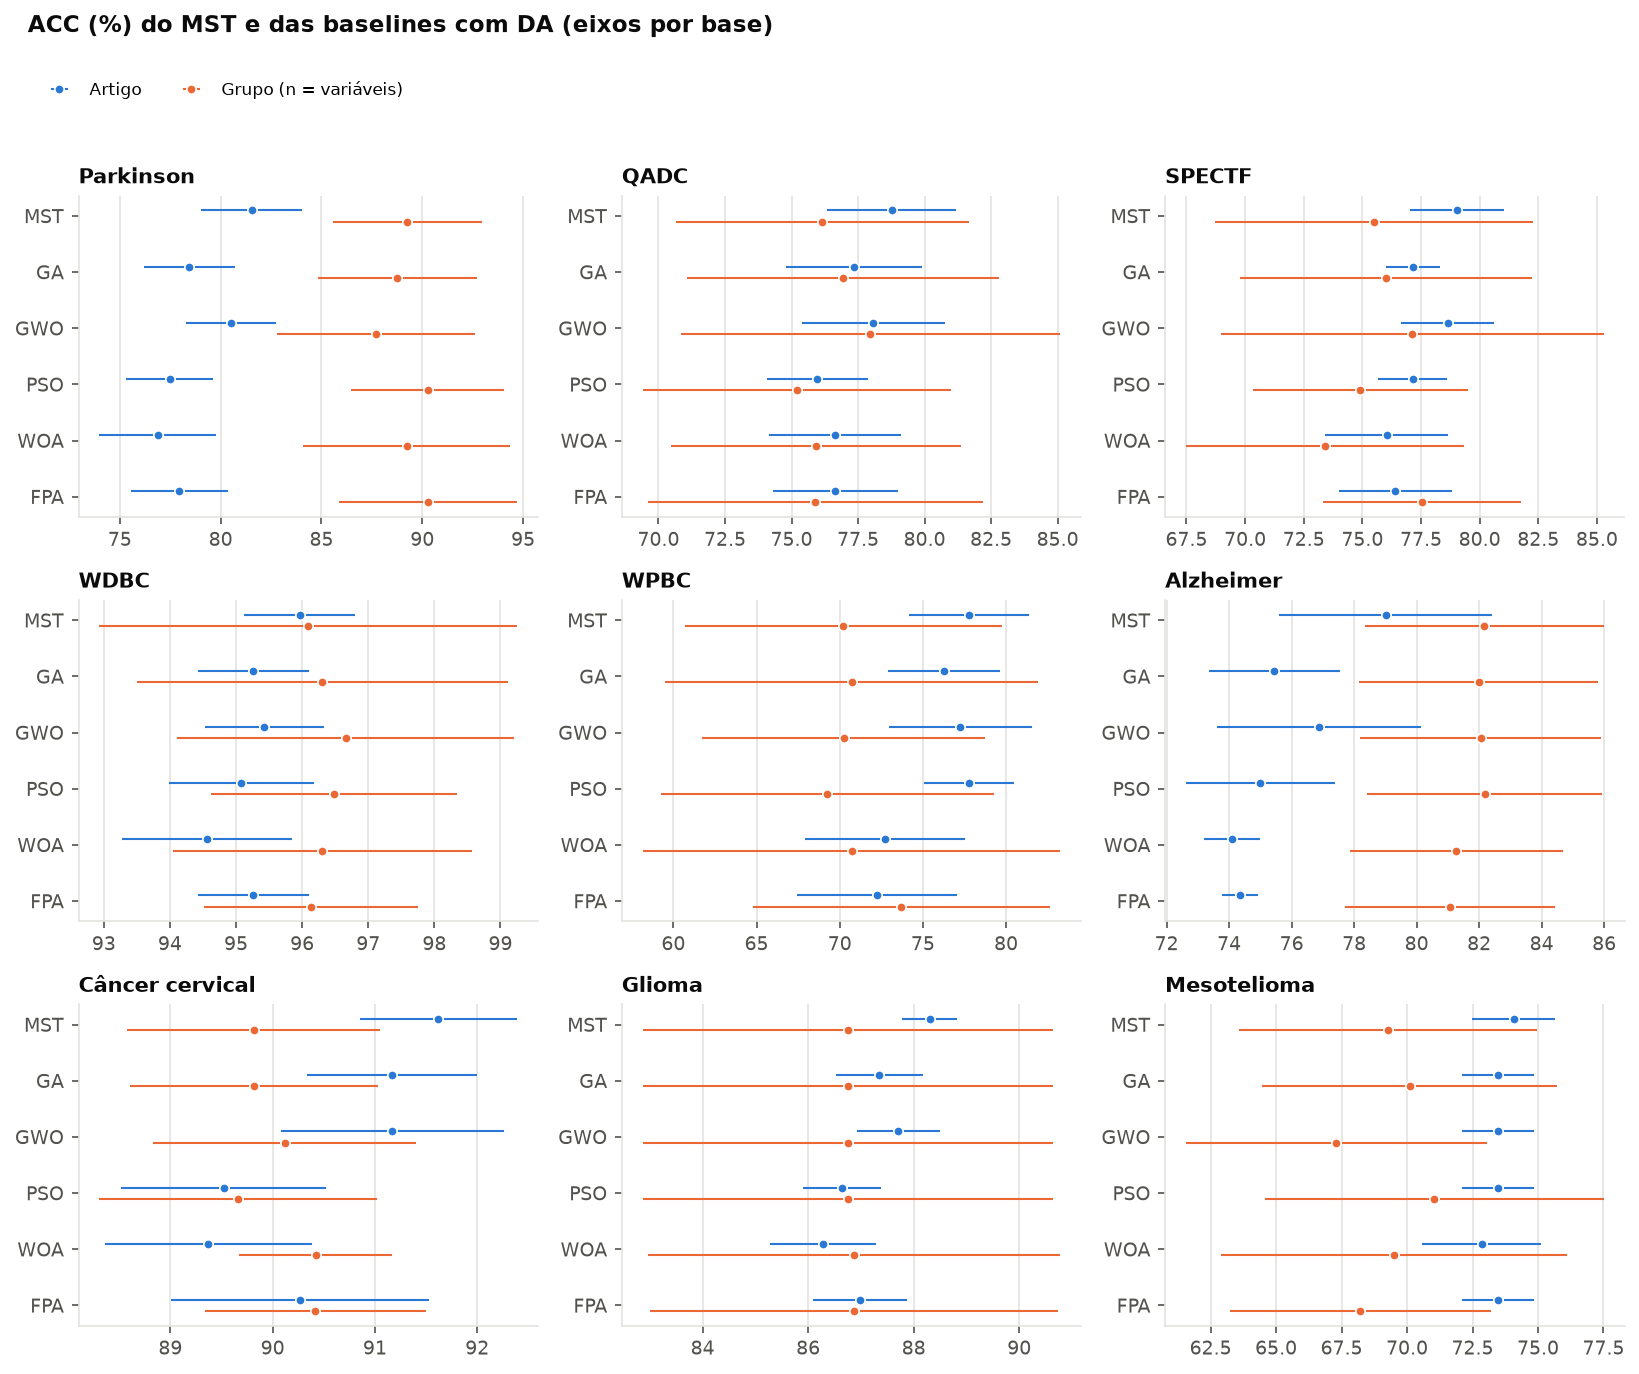 ACC (%) do MST e das baselines com DA (eixos por base)
Artigo
Grupo (n = variáveis)
Parkinson
MST
GA
GWO
PSO
WOA
FPA
75 80 85 90 95
QADC
MST
GA
GWO
PSO
WOA
FPA
70.0 72.5 75.0 77.5 80.0 82.5 85.0
SPECTF
MST
GA
GWO
PSO
WOA
FPA
67.5 70.0 72.5 75.0 77.5 80.0 82.5 85.0
WDBC
MST
GA
GWO
PSO
WOA
FPA
93 94 95 96 97 98 99
WPBC
MST
GA
GWO
PSO
WOA
FPA
60 65 70 75 80
Alzheimer
MST
GA
GWO
PSO
WOA
FPA
72 74 76 78 80 82 84 86
Câncer cervical
MST
GA
GWO
PSO
WOA
FPA
89 90 91 92
Glioma
MST
GA
GWO
PSO
WOA
FPA
84 86 88 90
Mesotelioma
MST
GA
GWO
PSO
WOA
FPA
62.5 65.0 67.5 70.0 72.5 75.0 77.5